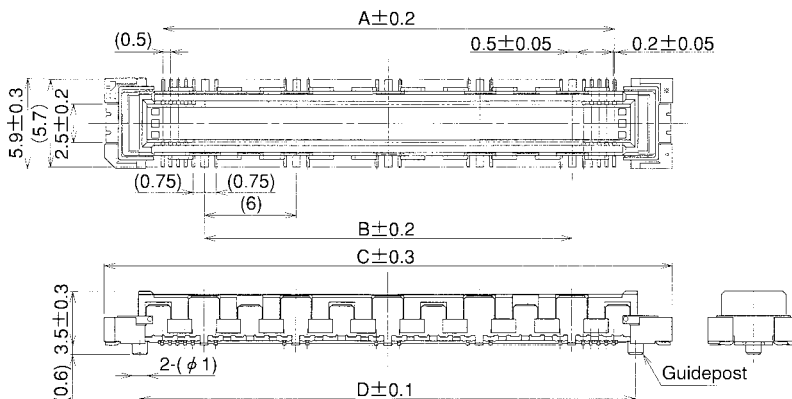 A±0.2
(0.5)
0.5±0.05
0.2±0.05
5.9±0.3
(5.7)
2.5±0.2
(0.75)
(0.75)
(6)
B±0.2
C±0.3
3.5±0.3
(0.6)
2-(φ1)
D±0.1
Guidepost